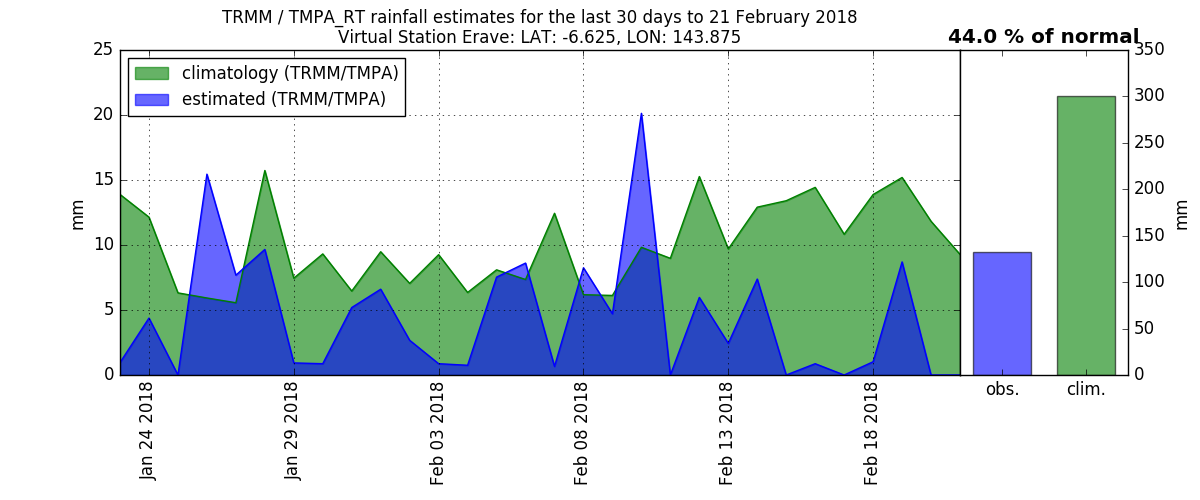 TRMM / TMPA_RT rainfall estimates for the last 30 days to 21 February 2018
Virtual Station Erave: LAT: -6.625, LON: 143.875
44.0 % of normal
climatology (TRMM/TMPA)
estimated (TRMM/TMPA)
25
20
15
10
5
0
mm
Jan 24 2018
Jan 29 2018
Feb 03 2018
Feb 08 2018
Feb 13 2018
Feb 18 2018
350
300
250
200
150
100
50
0
mm
obs.
clim.